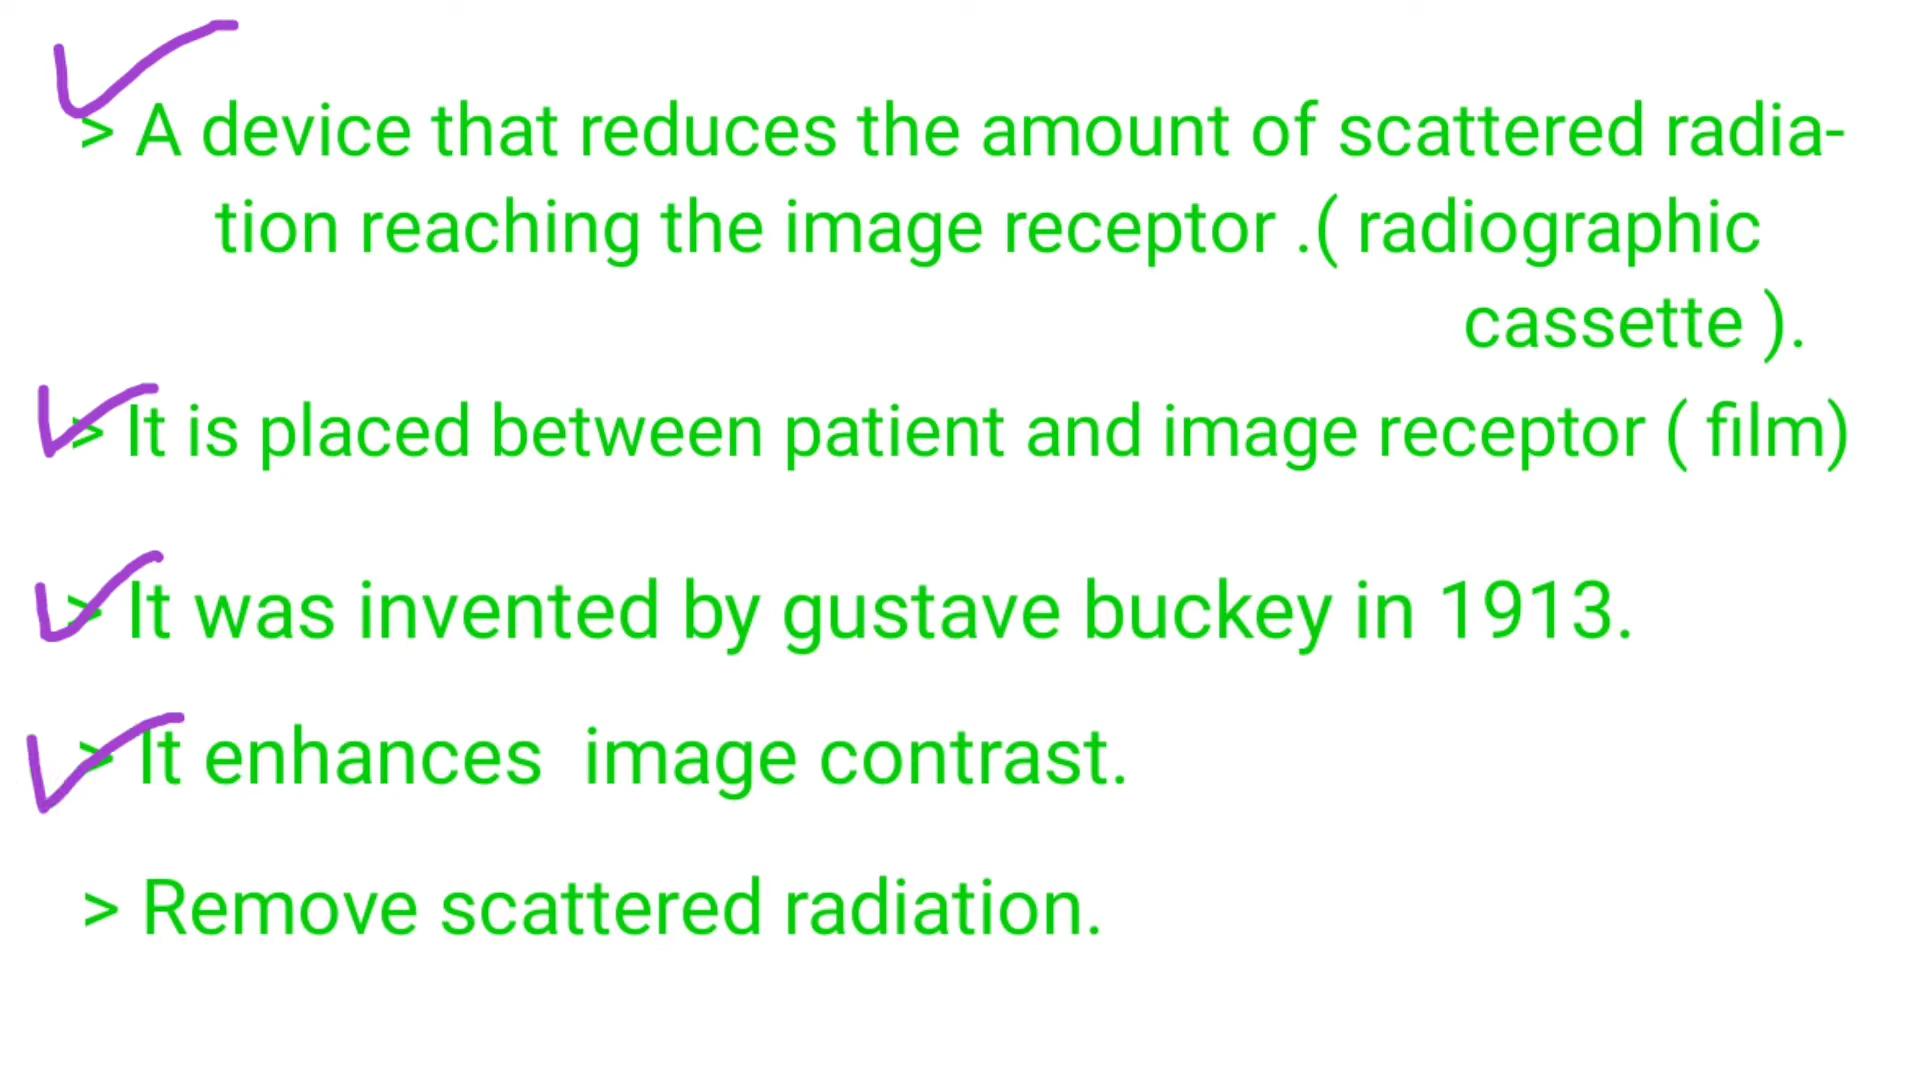 > A device that reduces the amount of scattered radia-
tion reaching the image receptor .( radiographic
cassette ).
> It is placed between patient and image receptor ( film)
> It was invented by gustave buckey in 1913.
> It enhances  image contrast.
> Remove scattered radiation.